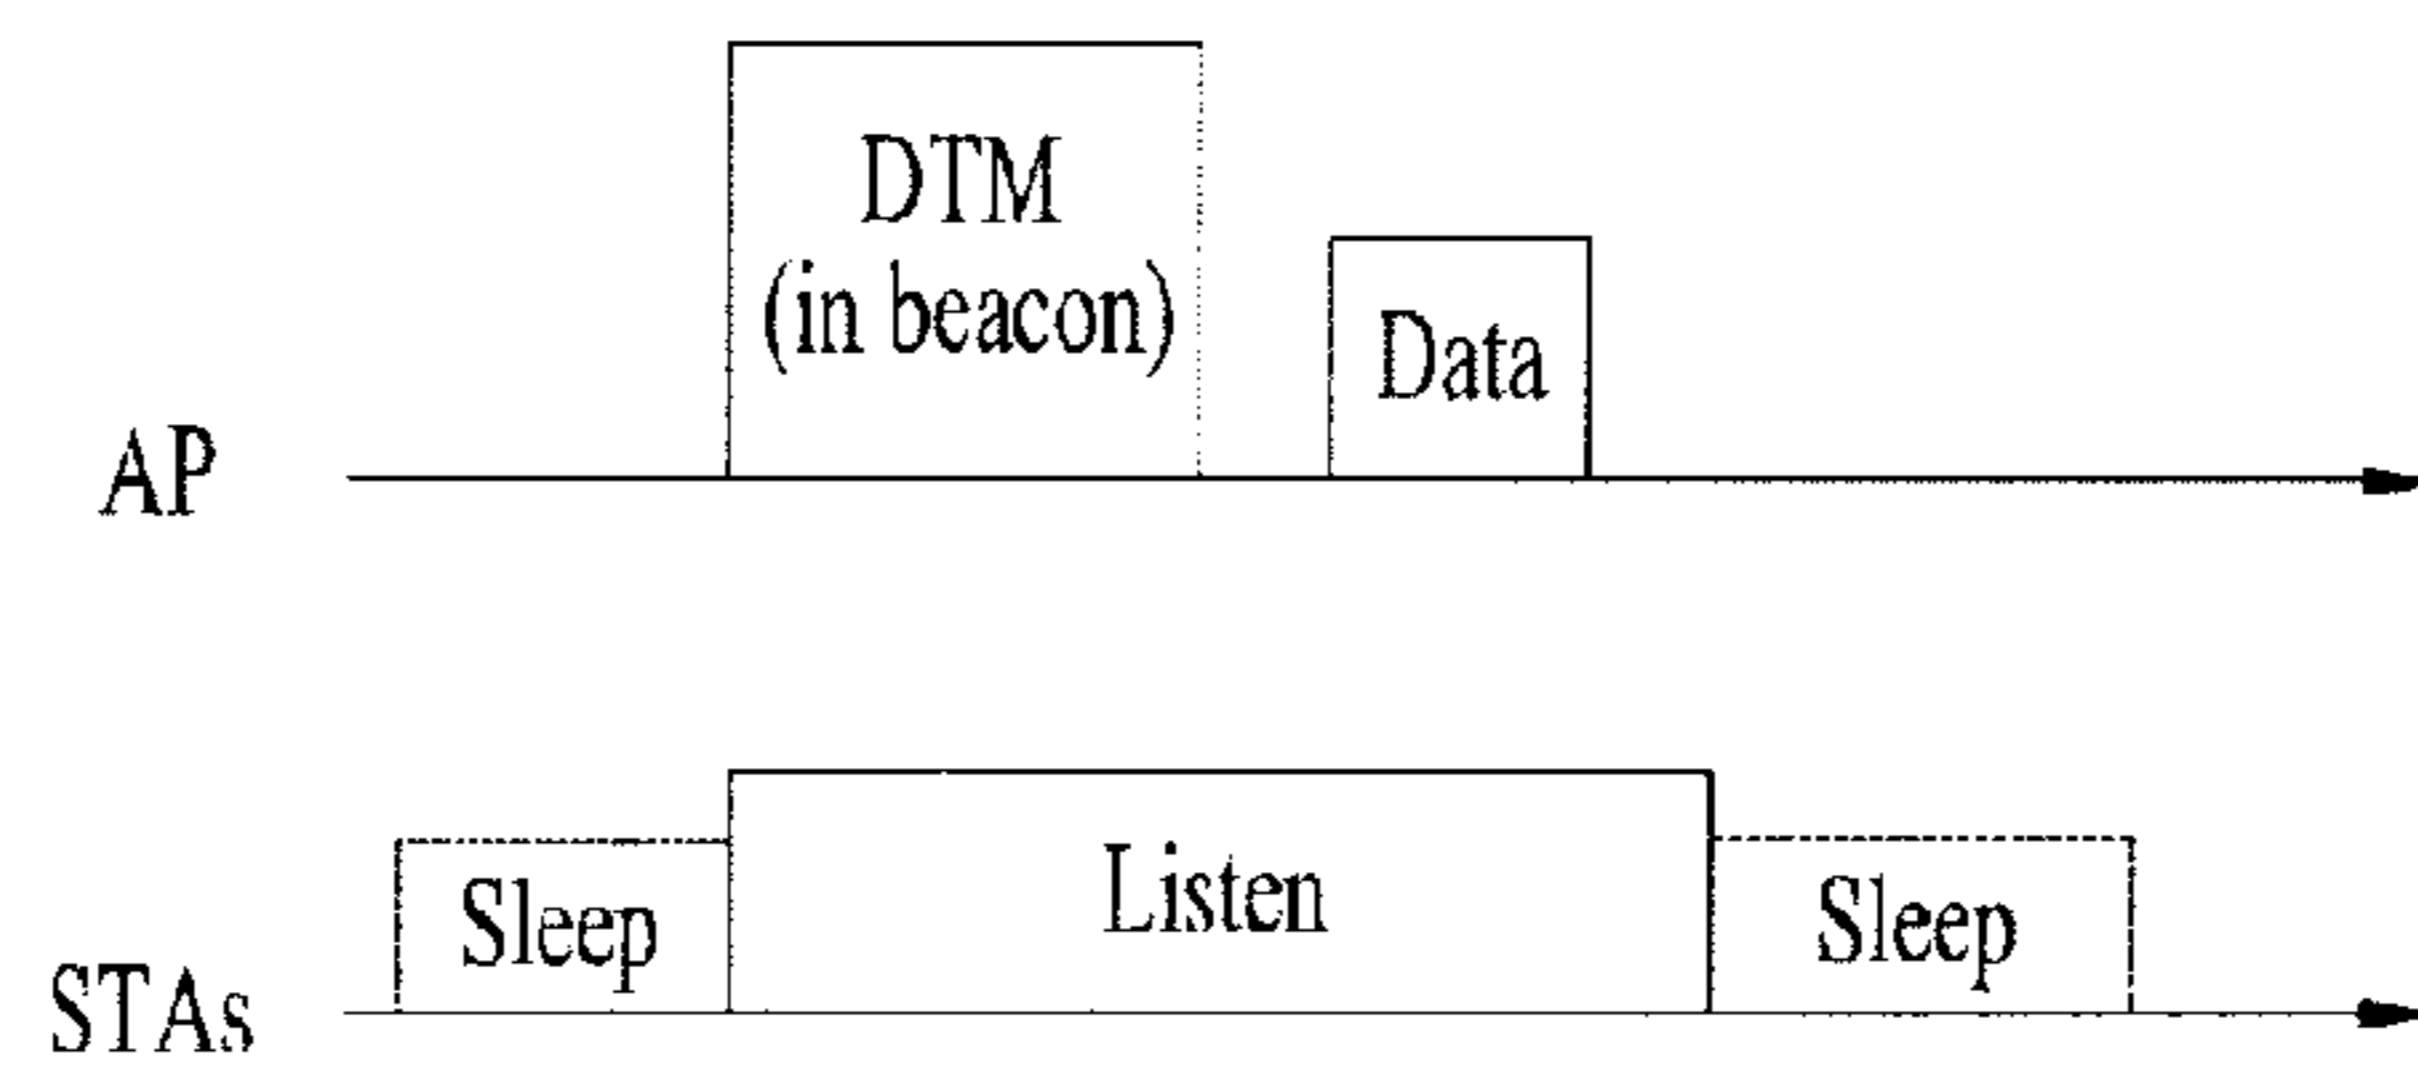 DTM
(in beacon)
Data
AP
Listen
Sleep
Sleep
STAs